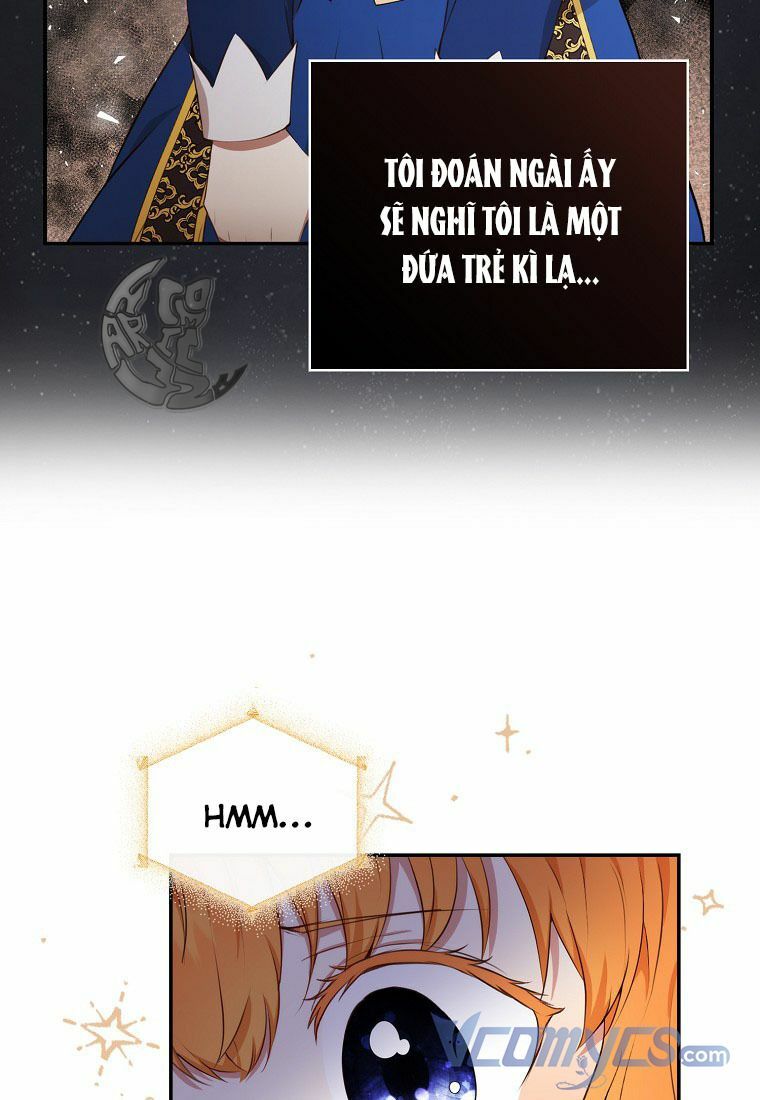 TÔI ĐOÁN NGÀI ẤY
SẼ NGHĨ TÔI LÀ MỘT
ĐỨA TRẺ KÌ LẠ...
HMM...
VCOMYCS.com